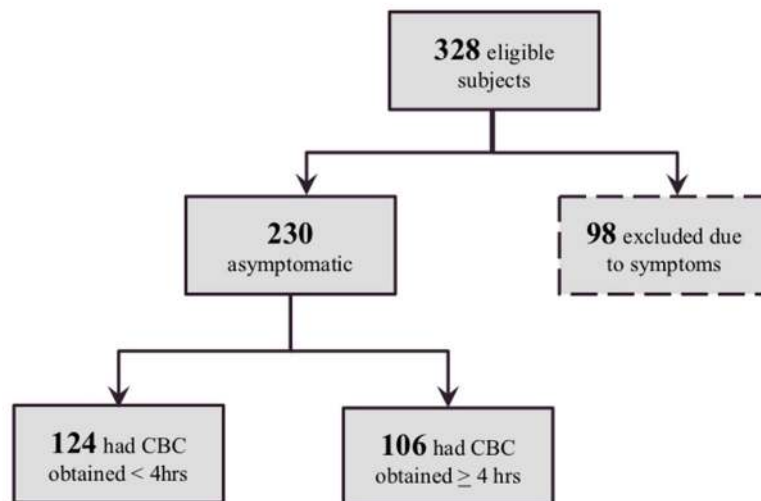 328 eligible
subjects
230
asymptomatic
98 excluded due
to symptoms
124 had CBC
obtained < 4hrs
106 had CBC
obtained ≥ 4 hrs